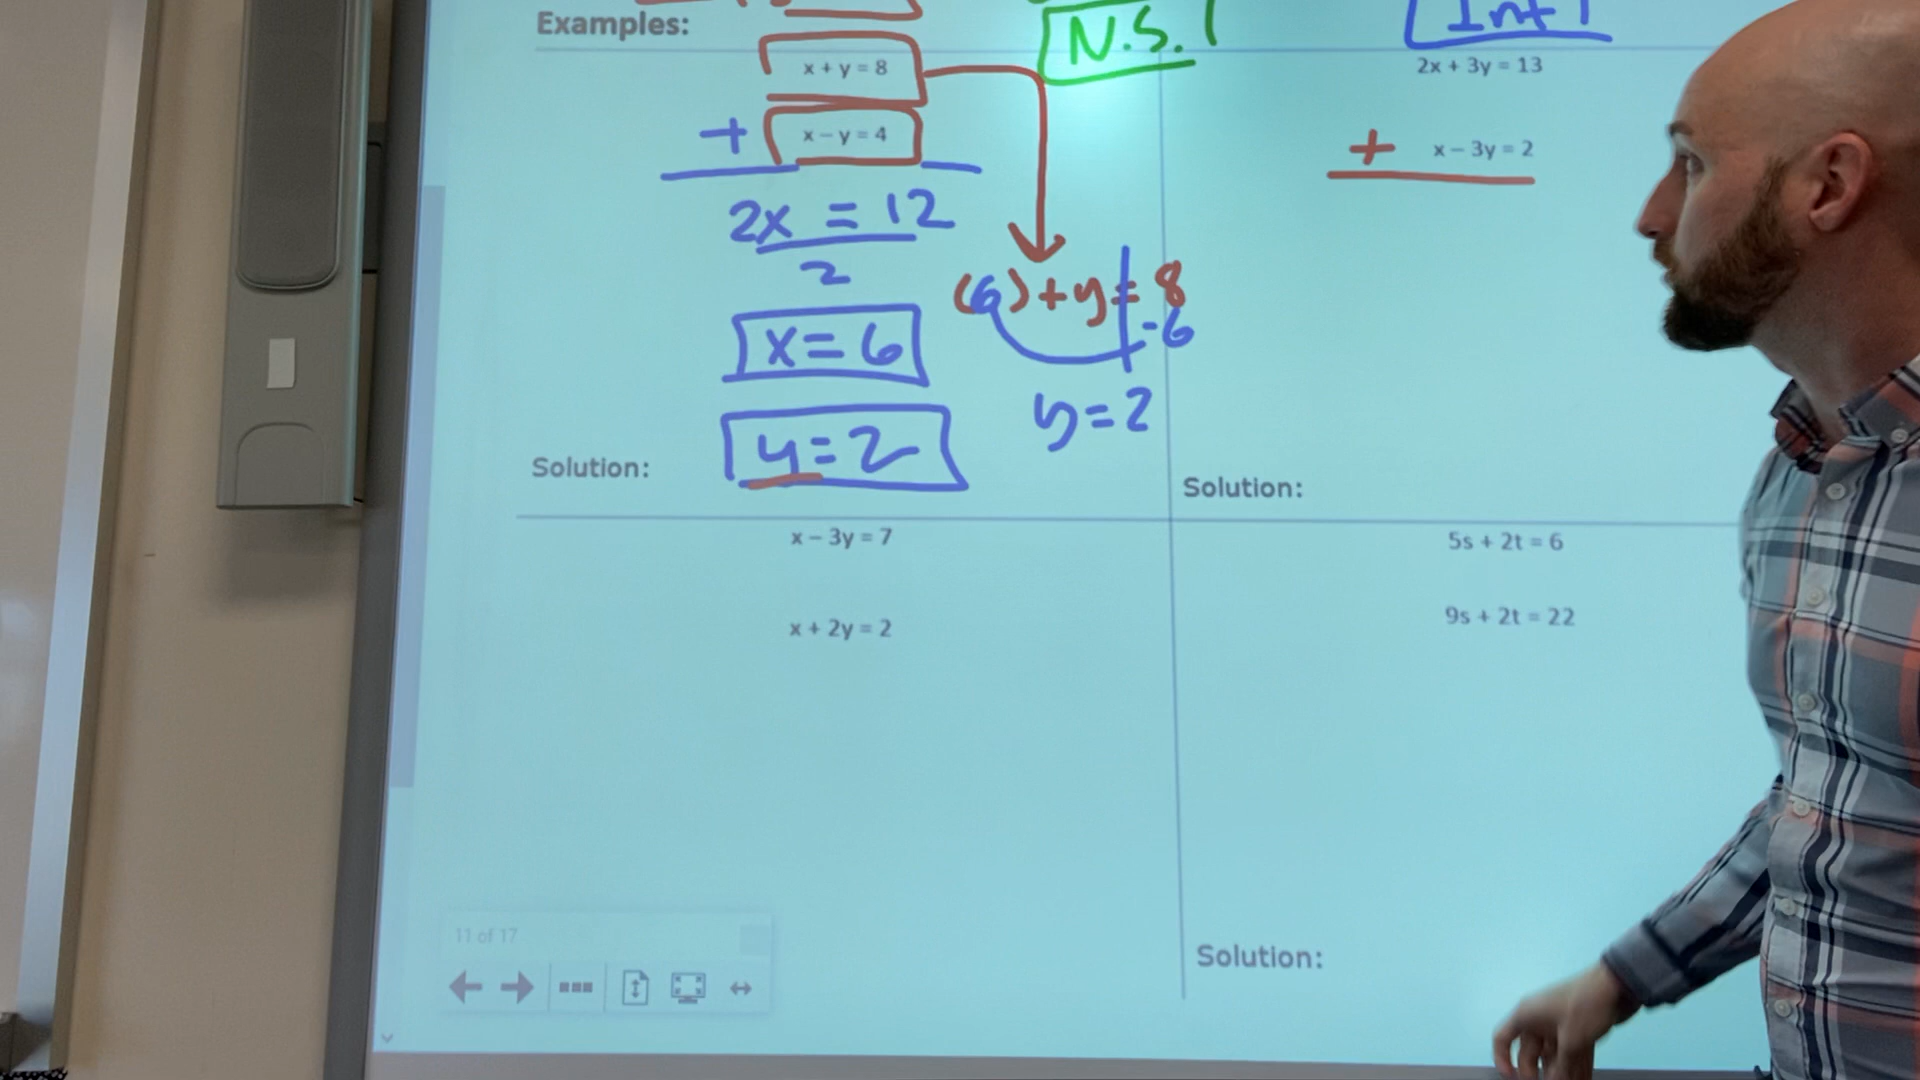 Examples:
N.S.
Int
x + y = 8
+ x − y = 4
2x = 12
2
x = 6
y = 2
(6) + y = 8
-6
y = 2
Solution:
2x + 3y = 13
+ x − 3y = 2
Solution:
x − 3y = 7
x + 2y = 2
5s + 2t = 6
9s + 2t = 22
Solution:
11 of 17